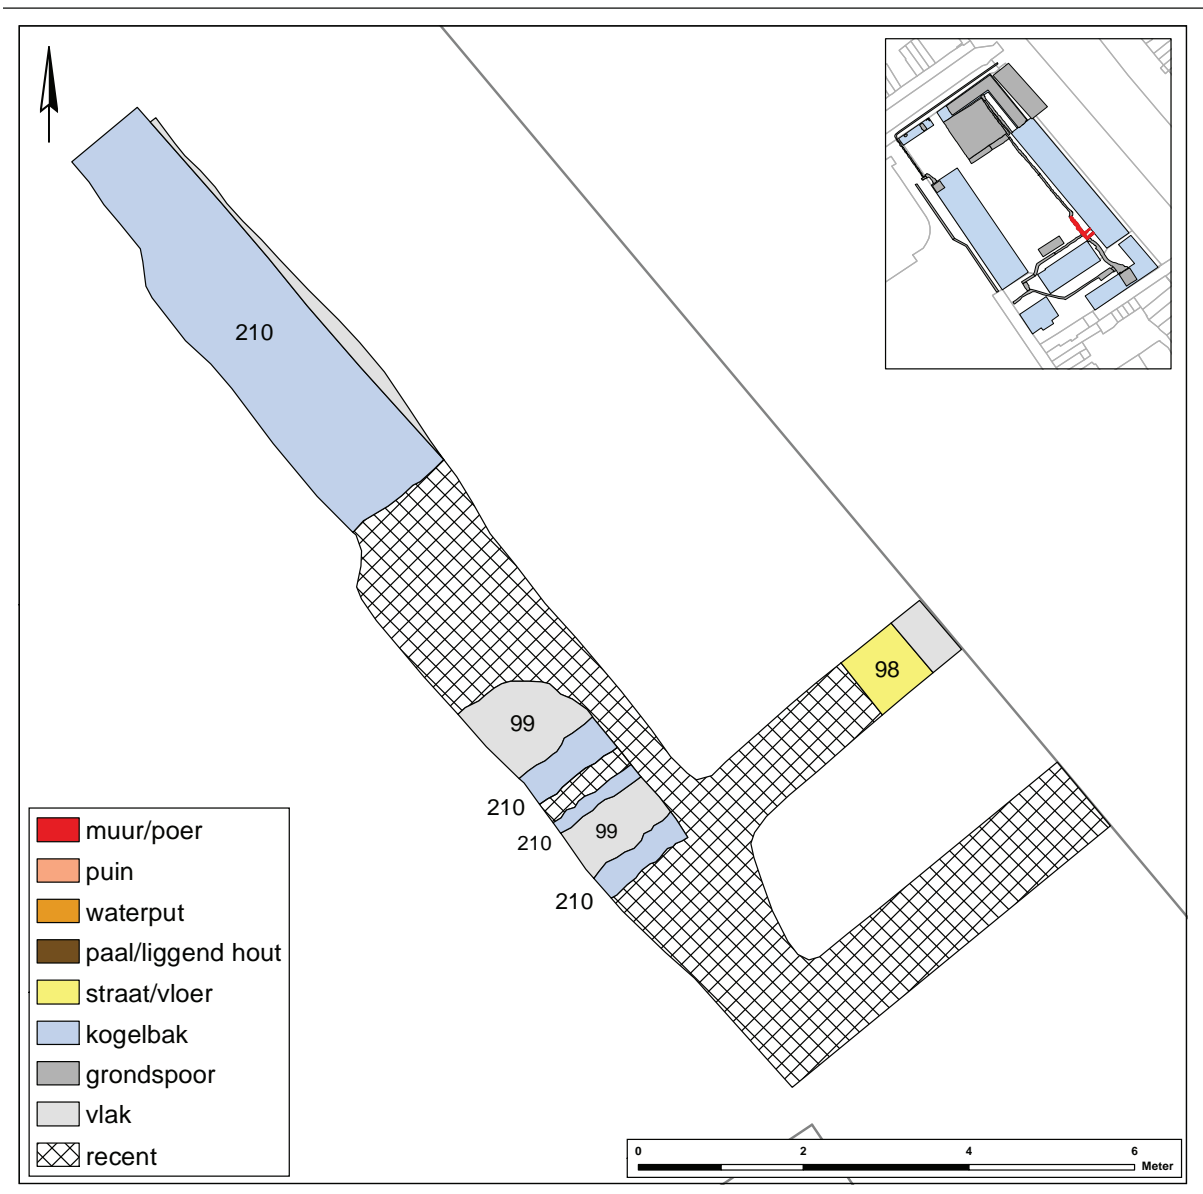 210
98
99
210
99
210
210
muur/poer
puin
waterput
paal/liggend hout
straat/vloer
kogelbak
grondspoor
vlak
recent
0 2 4 6
Meter